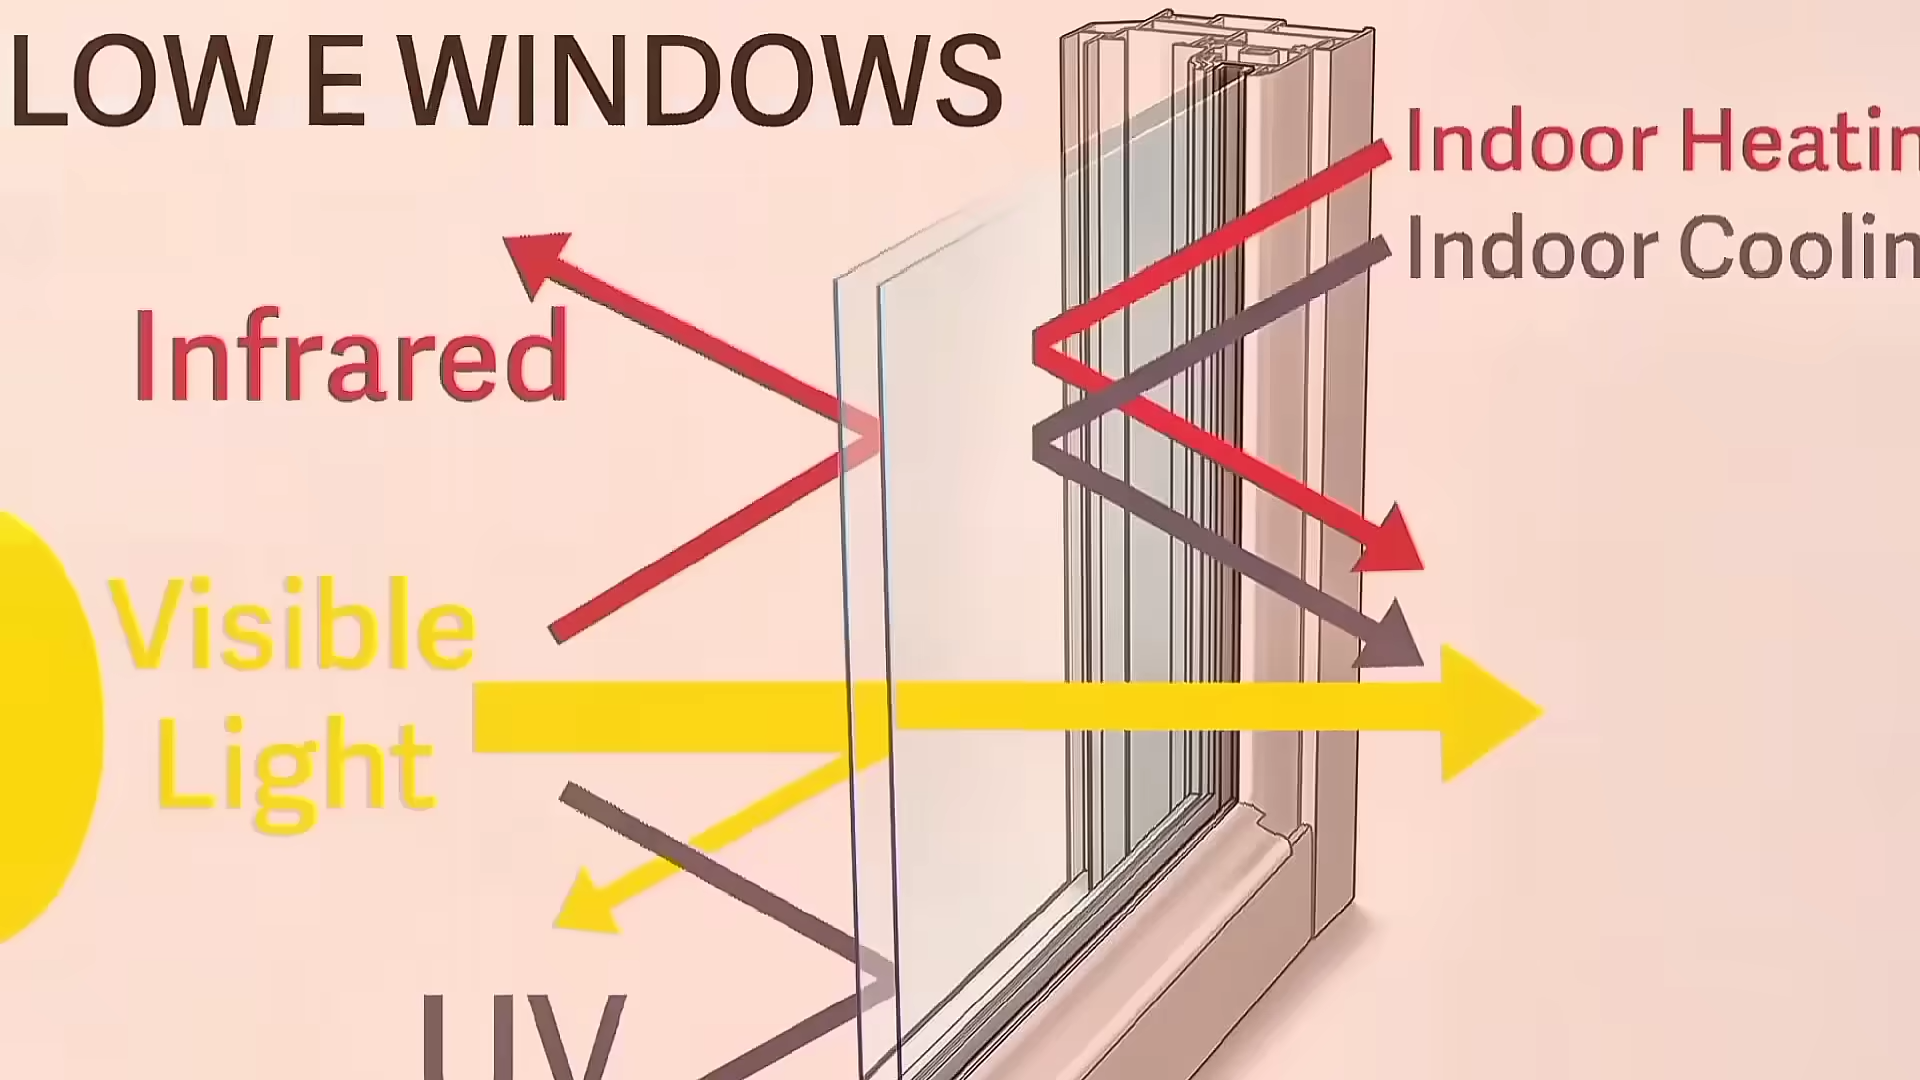 LOW E WINDOWS
Indoor Heatin
Indoor Coolin
Infrared
Visible
Light
UV